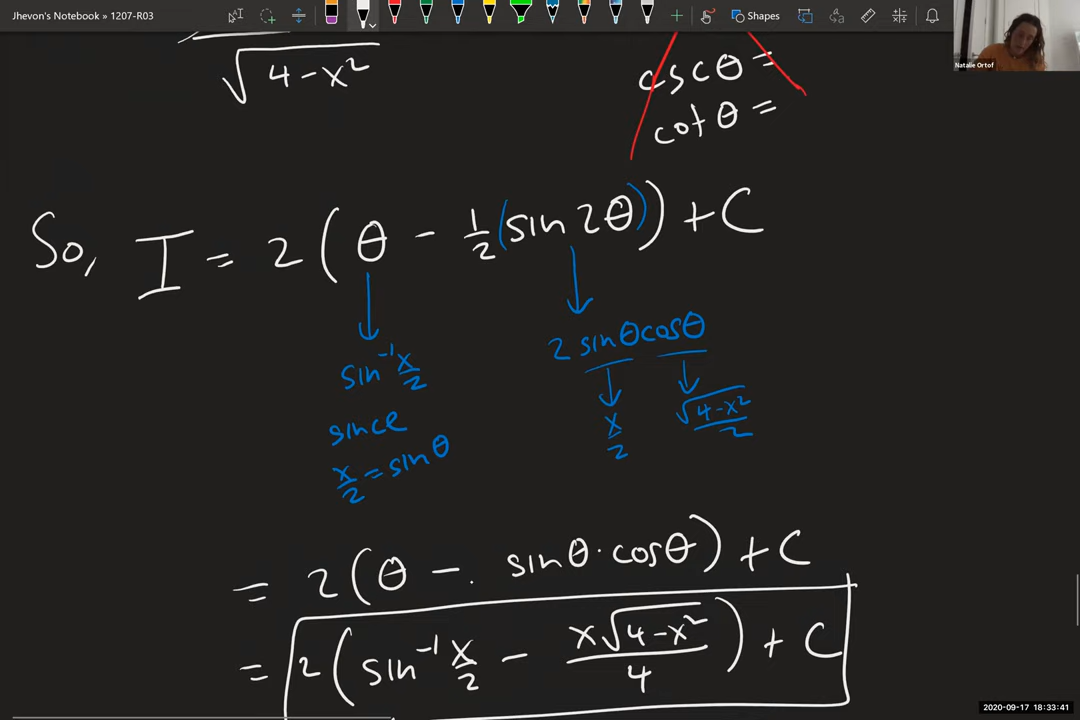 Jhevon's Notebook » 1207-R03
Shapes
Natalie Ortof
√4-x²
cscθ =
cotθ =
So, I = 2(θ - 1/2(sin2θ)) + C
sin⁻¹ x/2
since
x/2 = sinθ
2 sinθcosθ
x/2
√4-x²/2
= 2(θ - sinθ·cosθ) + C
= 2(sin⁻¹ x/2 - x√4-x²/4) + C
2020-09-17 18:33:41